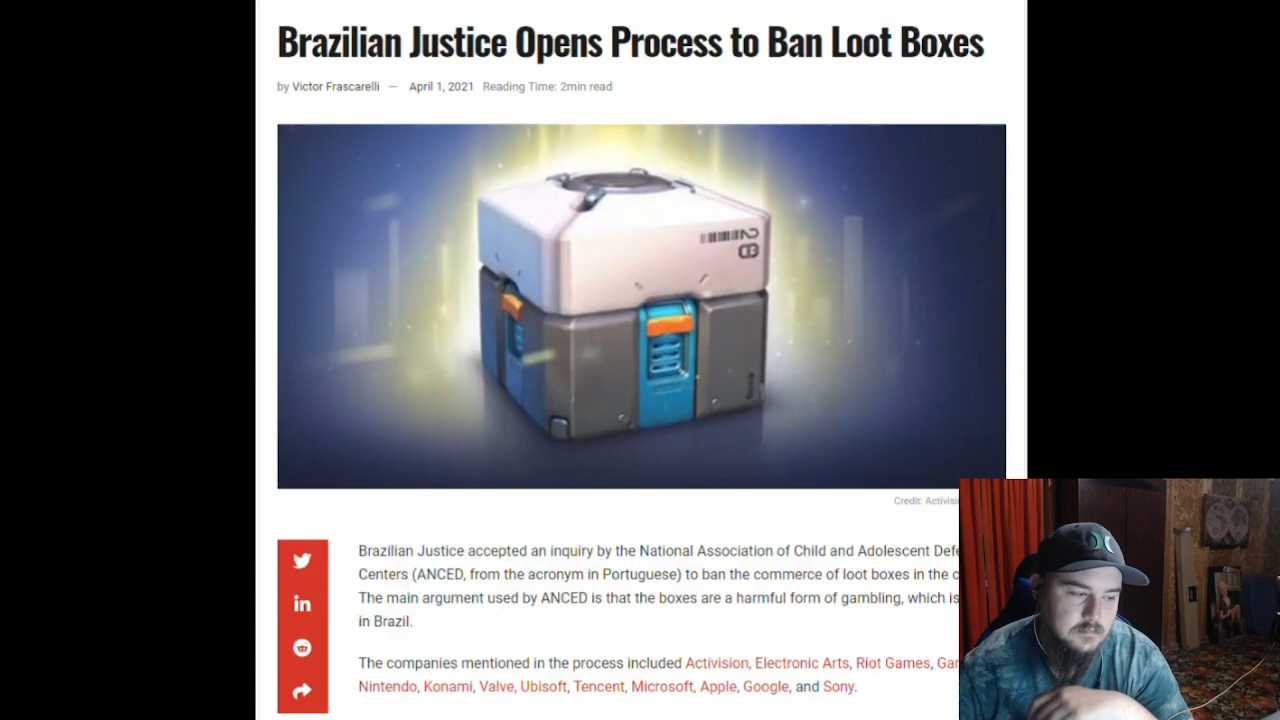 Brazilian Justice Opens Process to Ban Loot Boxes
by Victor Frascarelli — April 1, 2021 Reading Time: 2min read
Credit:
Brazilian Justice accepted an inquiry by the National Association of Child and Adolescent
Centers (ANCED, from the acronym in Portuguese) to ban the commerce of loot boxes in the
The main argument used by ANCED is that the boxes are a harmful form of gambling, which is
in Brazil.
The companies mentioned in the process included Activision, Electronic Arts, Riot Games,
Nintendo, Konami, Valve, Ubisoft, Tencent, Microsoft, Apple, Google, and Sony.